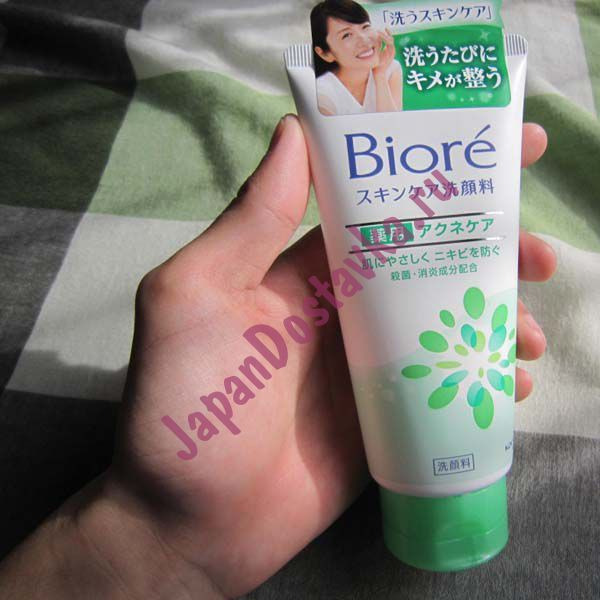 「洗うスキンケア」
洗うたびに
キメが整う
Bioré
スキンケア洗顔料
薬用 アクネケア
肌にやさしく ニキビを防ぐ
殺菌・消炎成分配合
洗顔料
JapanDostavka.ru